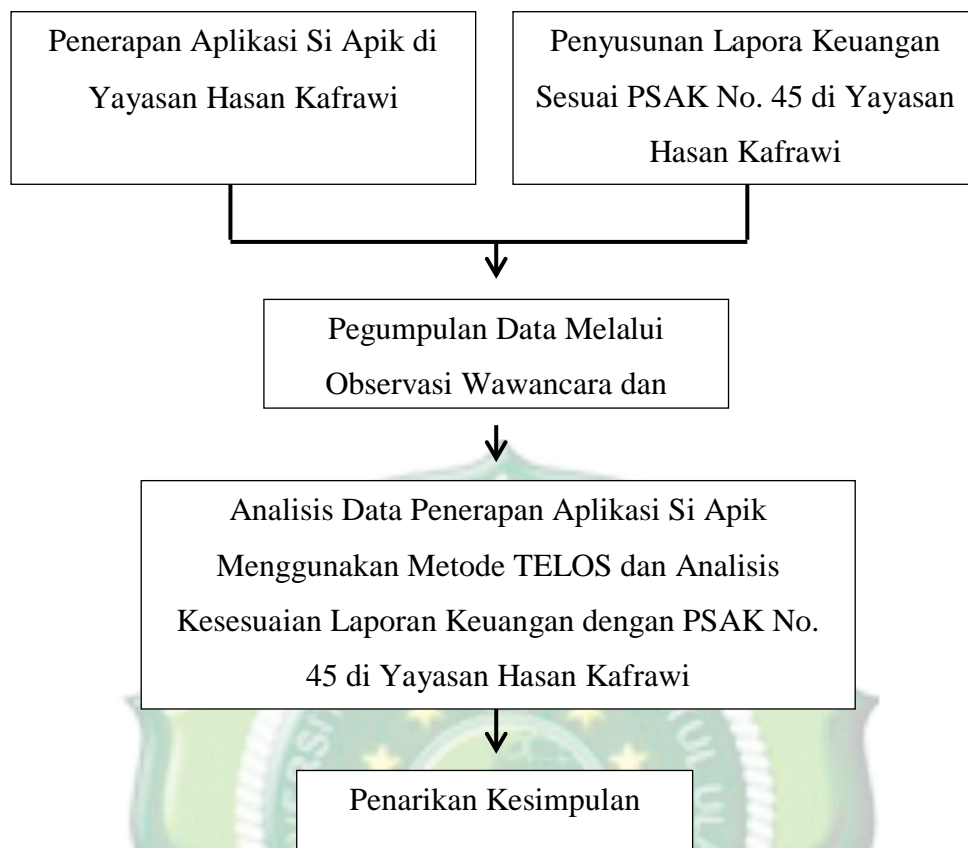 Penerapan Aplikasi Si Apik di
Yayasan Hasan Kafrawi
Penyusunan Lapora Keuangan
Sesuai PSAK No. 45 di Yayasan
Hasan Kafrawi
Pegumpulan Data Melalui
Observasi Wawancara dan
Analisis Data Penerapan Aplikasi Si Apik
Menggunakan Metode TELOS dan Analisis
Kesesuaian Laporan Keuangan dengan PSAK No.
45 di Yayasan Hasan Kafrawi
Penarikan Kesimpulan